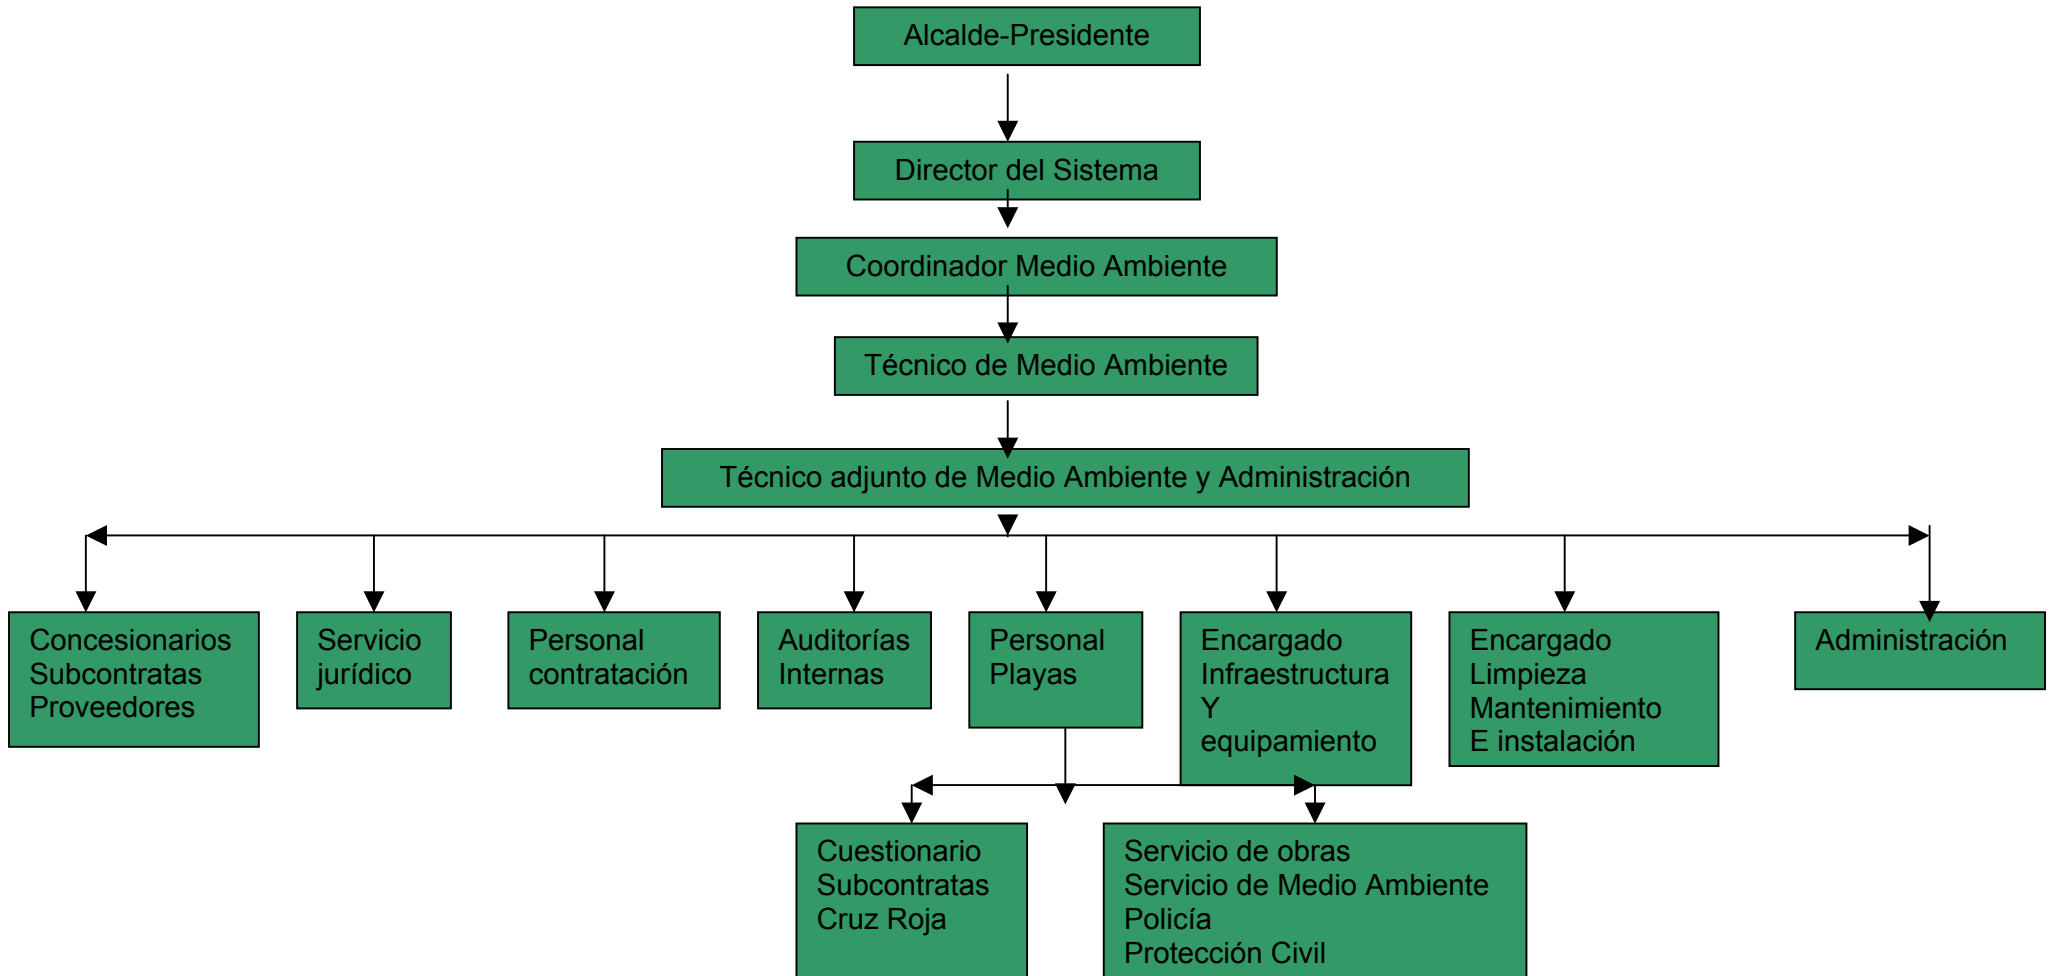 Alcalde-Presidente
Director del Sistema
Coordinador Medio Ambiente
Técnico de Medio Ambiente
Técnico adjunto de Medio Ambiente y Administración
Concesionarios
Subcontratas
Proveedores
Servicio
jurídico
Personal
contratación
Auditorías
Internas
Personal
Playas
Encargado
Infraestructura
Y
equipamiento
Encargado
Limpieza
Mantenimiento
E instalación
Administración
Cuestionario
Subcontratas
Cruz Roja
Servicio de obras
Servicio de Medio Ambiente
Policía
Protección Civil